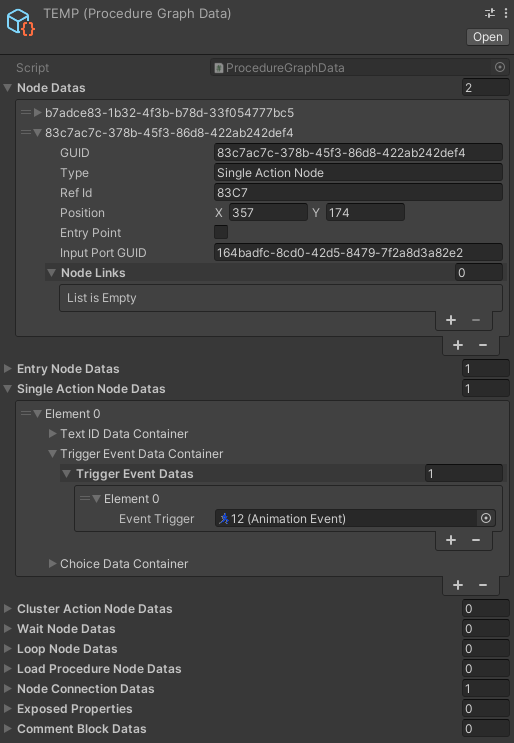 TEMP (Procedure Graph Data)
Open
Script ProcedureGraphData
Node Datas 2
b7adce83-1b32-4f3b-b78d-33f054777bc5
83c7ac7c-378b-45f3-86d8-422ab242def4
GUID 83c7ac7c-378b-45f3-86d8-422ab242def4
Type Single Action Node
Ref Id 83C7
Position X 357 Y 174
Entry Point
Input Port GUID 164badfc-8cd0-42d5-8479-7f2a8d3a82e2
Node Links 0
List is Empty
+ −
+ −
Entry Node Datas 1
Single Action Node Datas 1
Element 0
Text ID Data Container
Trigger Event Data Container
Trigger Event Datas 1
Element 0
Event Trigger 12 (Animation Event)
+ −
Choice Data Container
+ −
Cluster Action Node Datas 0
Wait Node Datas 0
Loop Node Datas 0
Load Procedure Node Datas 0
Node Connection Datas 1
Exposed Properties 0
Comment Block Datas 0